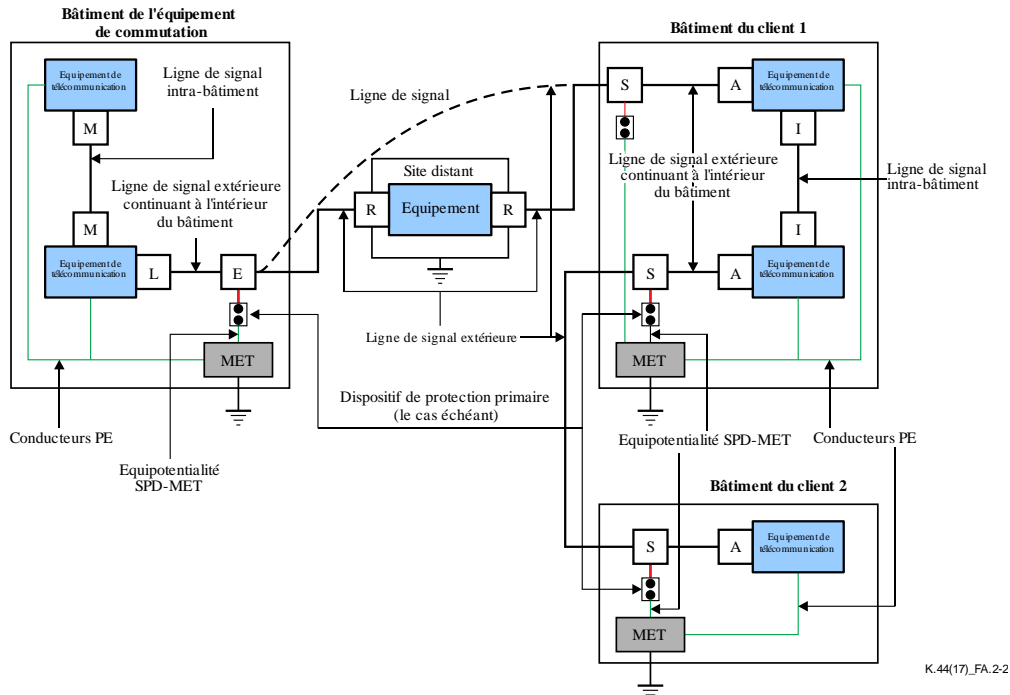 Bâtiment de l'équipement
de commutation
Bâtiment du client 1
Equipement de
télécommunication
Ligne de signal
intra-bâtiment
M
Ligne de signal
S
A
Equipement de
télécommunication
I
Ligne de signal extérieure
continuant à l'intérieur
du bâtiment
Ligne de signal
intra-bâtiment
Site distant
R
Equipement
R
Ligne de signal extérieure
continuant à l'intérieur
du bâtiment
M
I
Equipement de
télécommunication
L
E
S
A
Equipement de
télécommunication
Ligne de signal extérieure
MET
MET
Dispositif de protection primaire
(le cas échéant)
Conducteurs PE
Equipotentialité
SPD-MET
Equipotentialité SPD-MET
Conducteurs PE
Bâtiment du client 2
S
A
Equipement de
télécommunication
MET
K.44(17)_FA.2-2